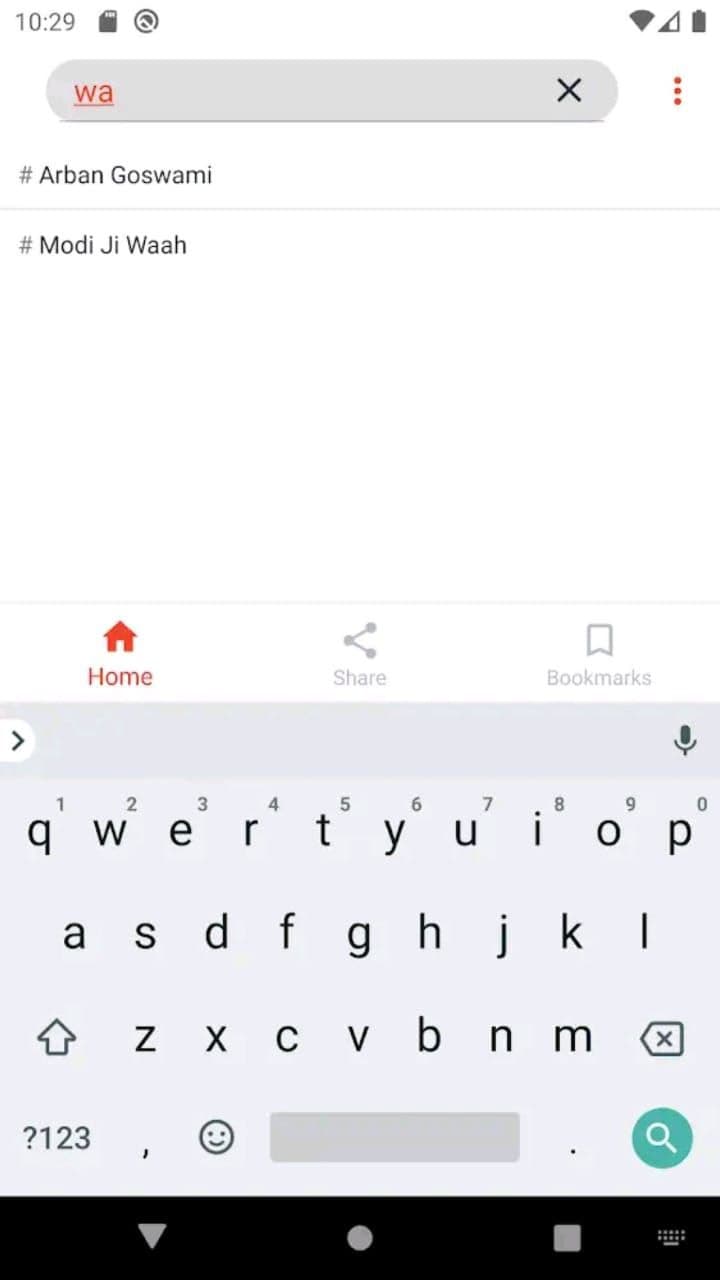 10:29
wa
# Arban Goswami
# Modi Ji Waah
Home Share Bookmarks
1 2 3 4 5 6 7 8 9 0
q w e r t y u i o p
a s d f g h j k l
z x c v b n m
?123 , .